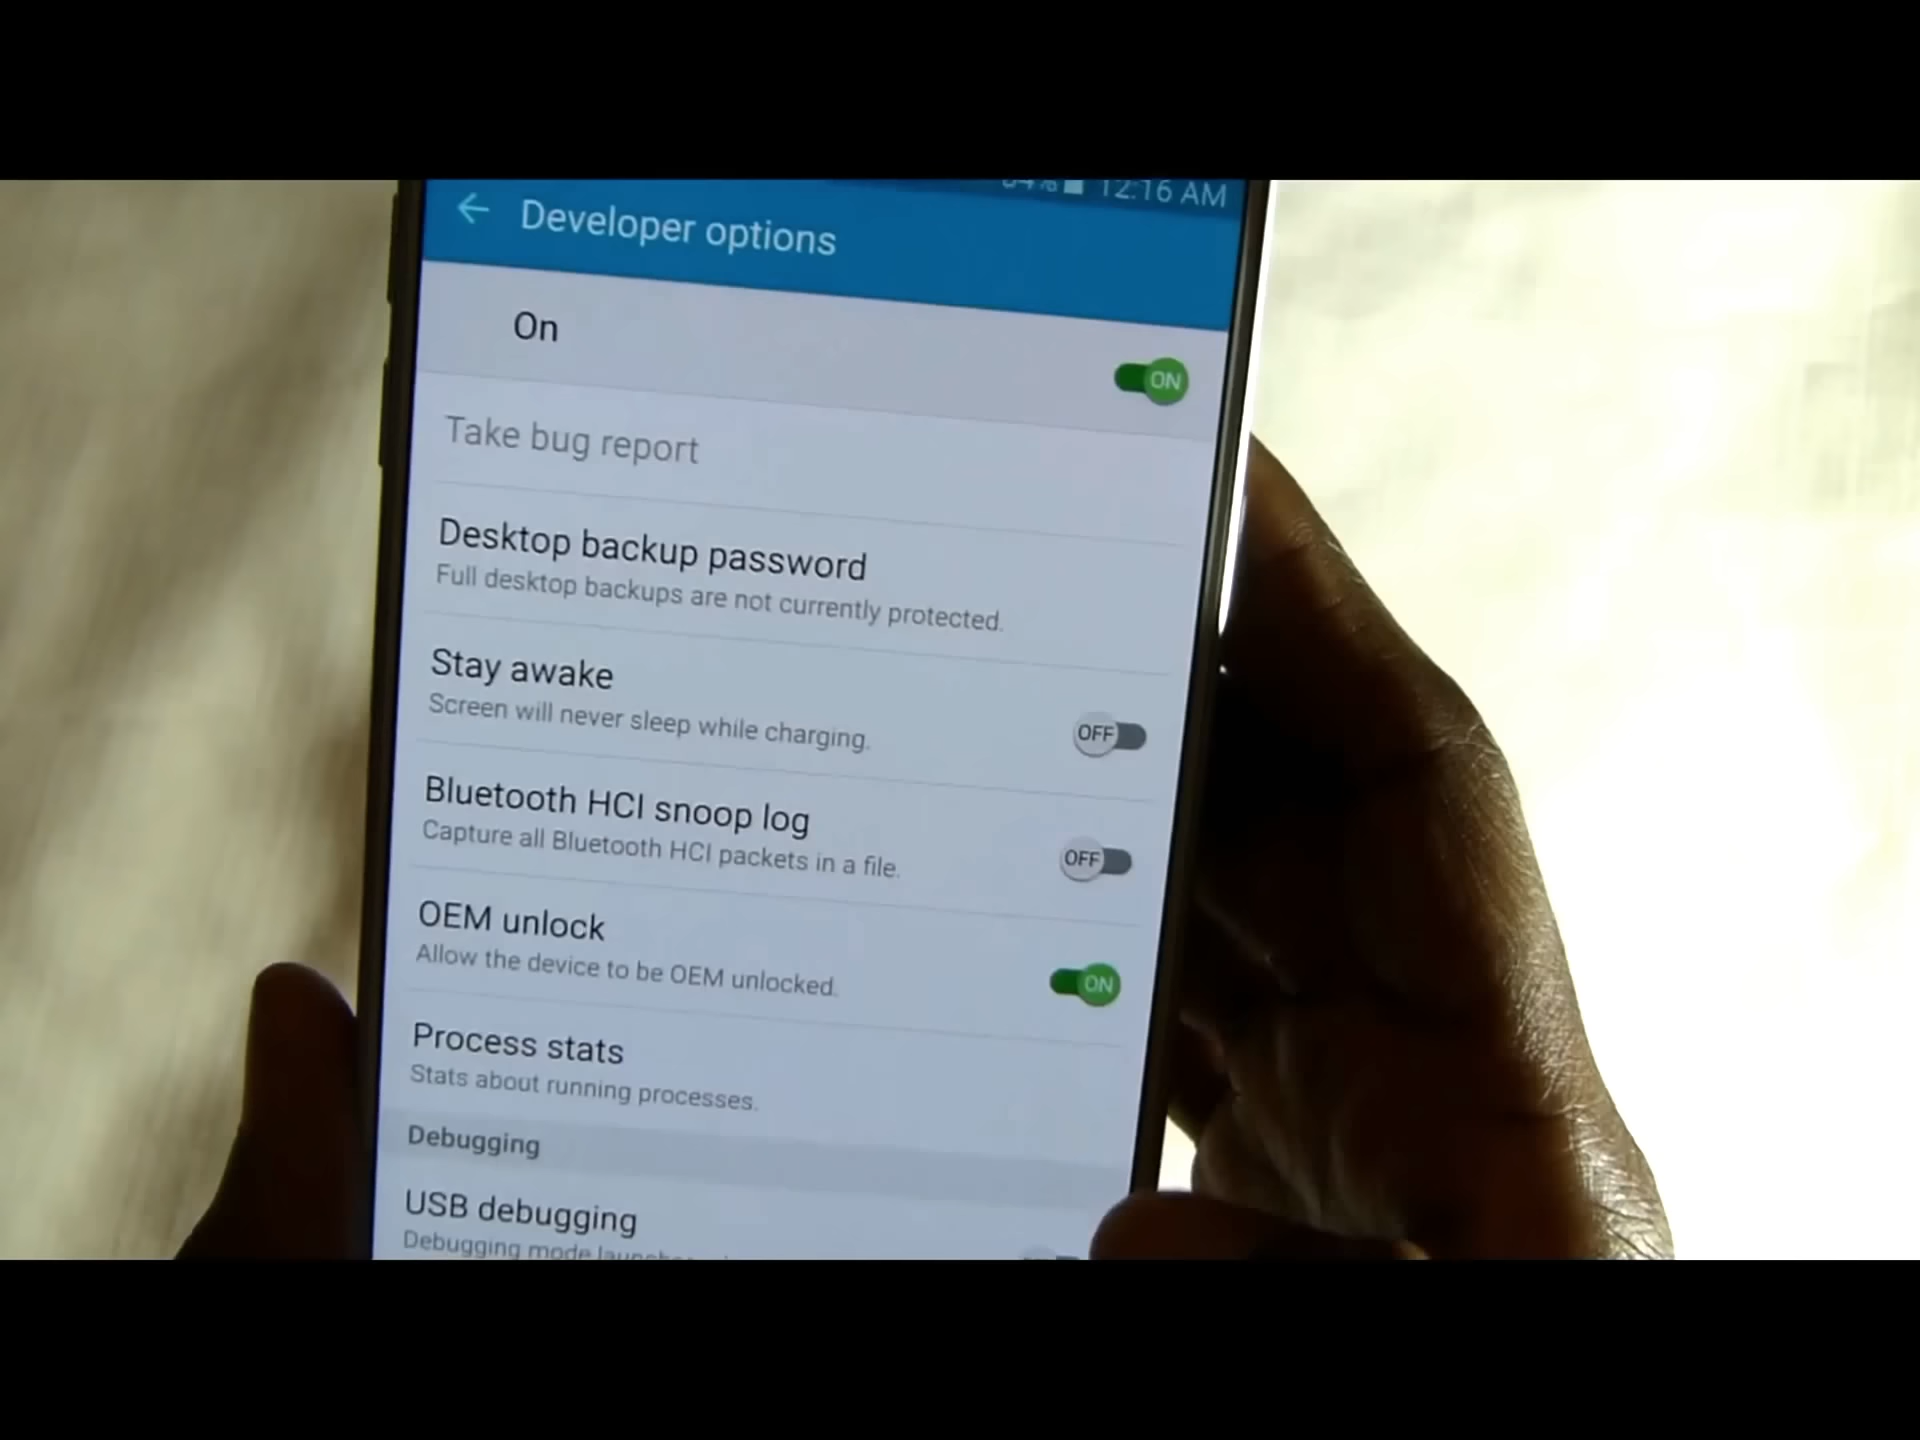 12:16 AM
Developer options
On
ON
Take bug report
Desktop backup password
Full desktop backups are not currently protected.
Stay awake
Screen will never sleep while charging.
OFF
Bluetooth HCI snoop log
Capture all Bluetooth HCI packets in a file.
OFF
OEM unlock
Allow the device to be OEM unlocked.
ON
Process stats
Stats about running processes.
Debugging
USB debugging
Debugging mode